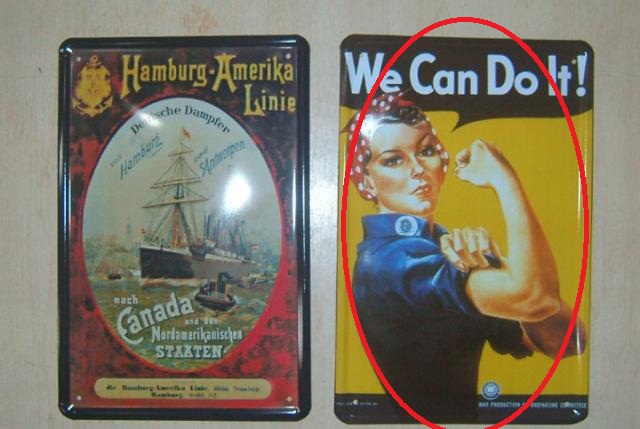 Hamburg-Amerika
Linie
Deutsche Dampfer
von Hamburg und Antwerpen
nach
Canada
und den
Nordamerikanischen
STAATEN
die Hamburg-Amerika Linie.
Hamburg,
We Can Do It!
WAR PRODUCTION CO-ORDINATING COMMITTEE